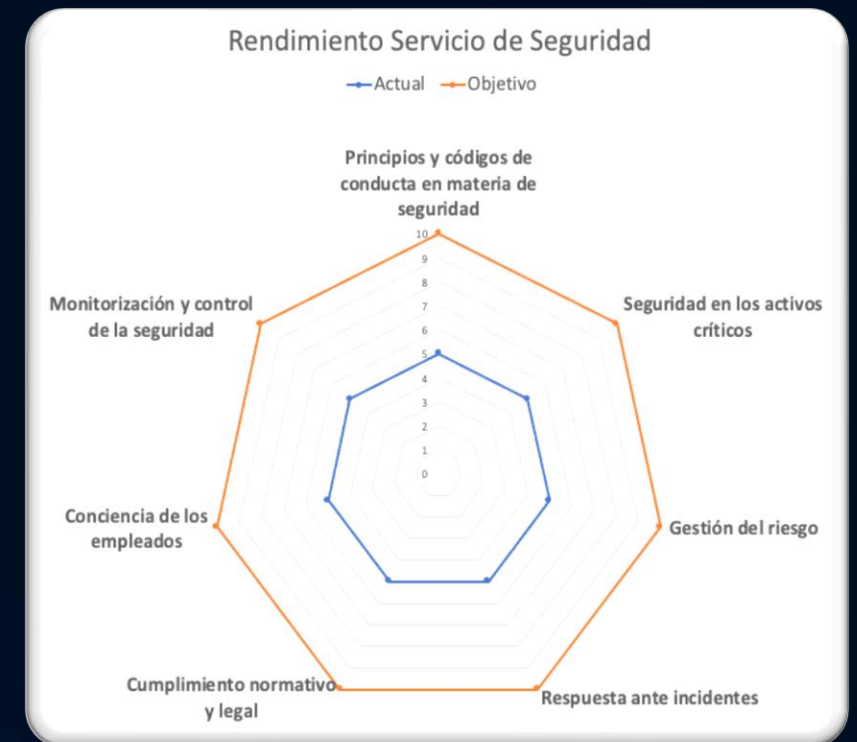 Rendimiento Servicio de Seguridad
Actual Objetivo
Principios y códigos de
conducta en materia de
seguridad
10
9
8
7
6
5
4
3
2
1
0
Monitorización y control
de la seguridad
Seguridad en los activos
críticos
Conciencia de los
empleados
Gestión del riesgo
Cumplimiento normativo
y legal
Respuesta ante incidentes